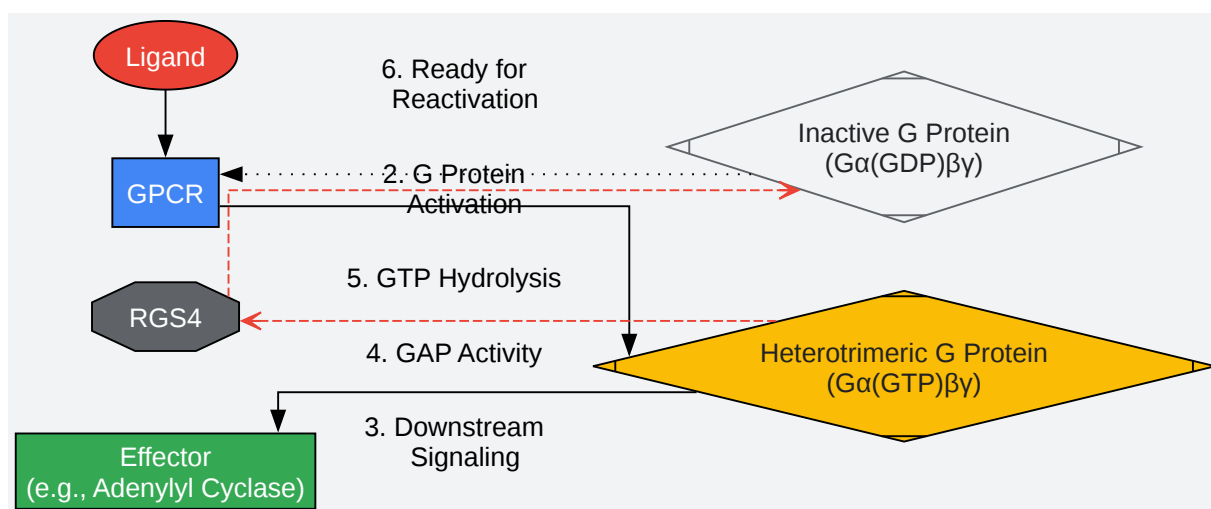 Ligand
6. Ready for
Reactivation
Inactive G Protein
(Gα(GDP)βγ)
GPCR
2. G Protein
Activation
5. GTP Hydrolysis
RGS4
4. GAP Activity
Heterotrimeric G Protein
(Gα(GTP)βγ)
3. Downstream
Signaling
Effector
(e.g., Adenylyl Cyclase)